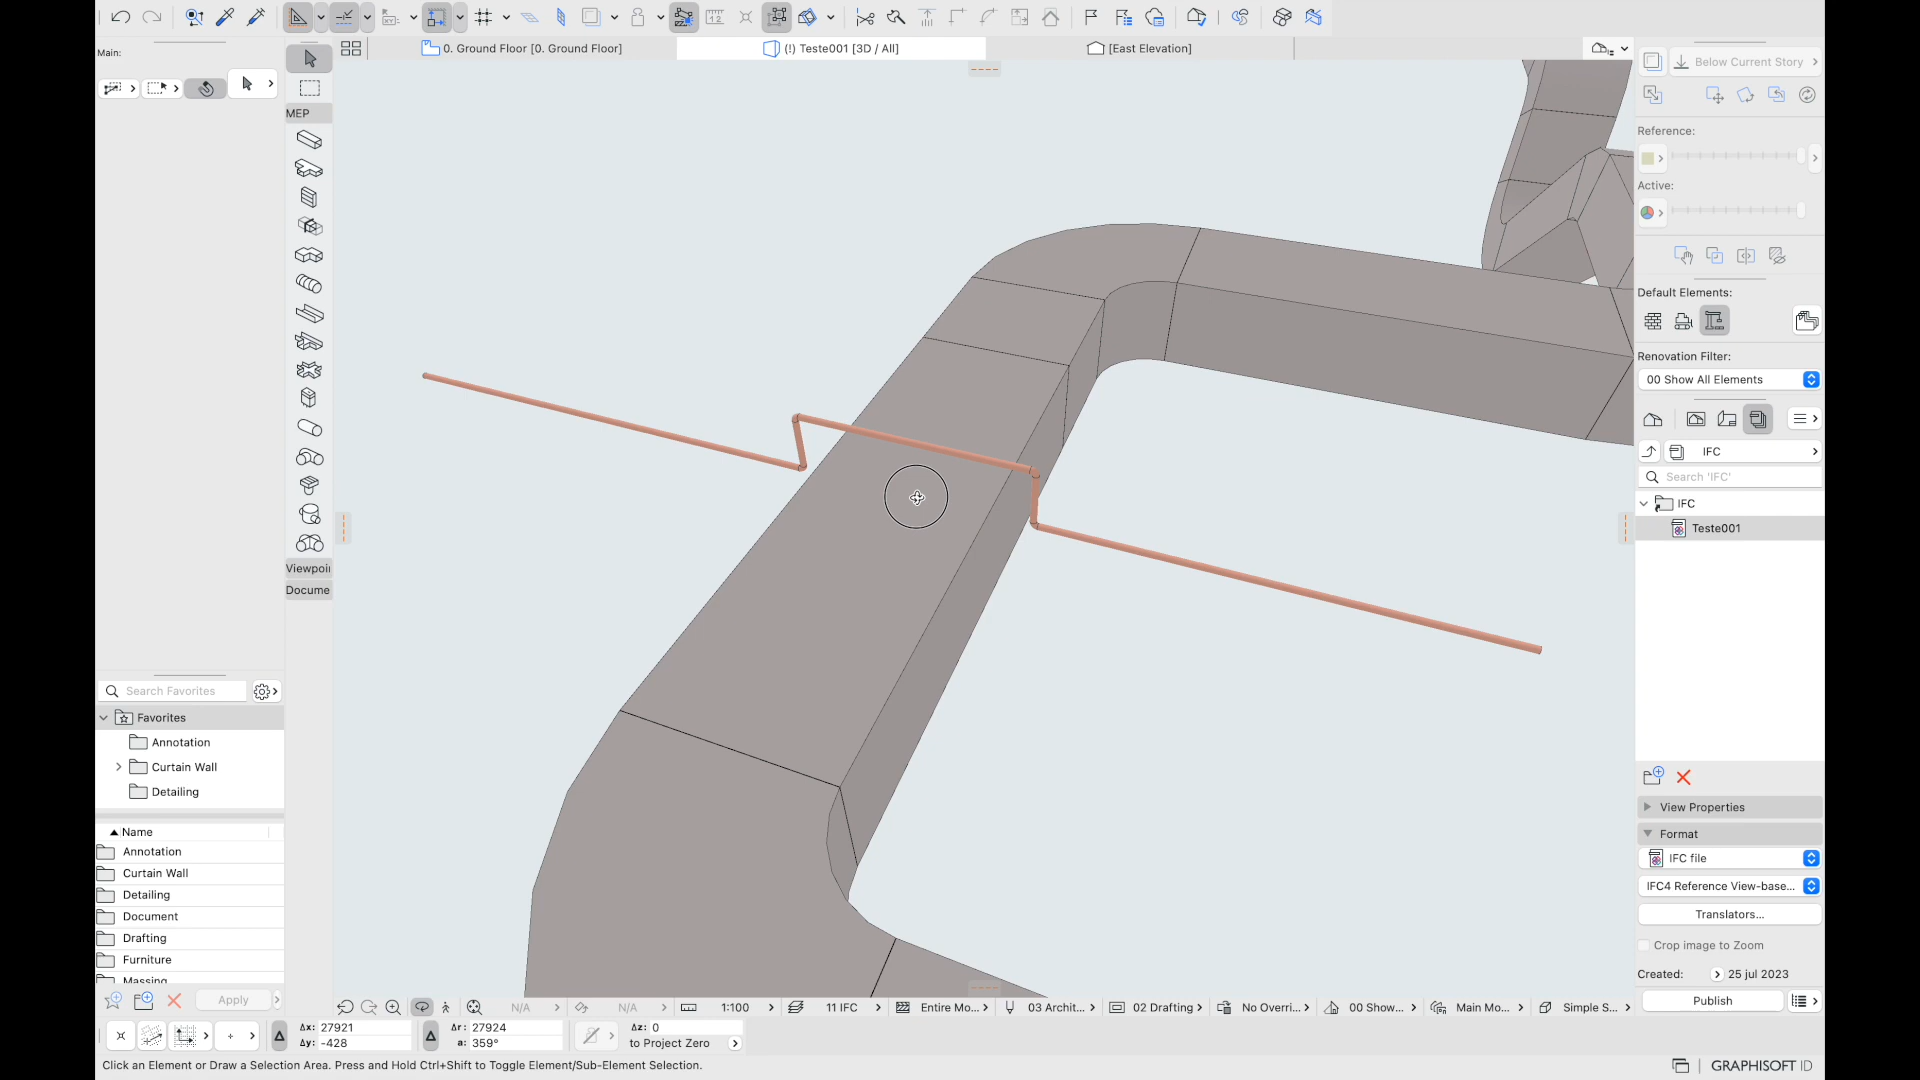 0. Ground Floor [0. Ground Floor]
(!) Teste001 [3D / All]
[East Elevation]
Main:
MEP
Viewpoi
Docume
Search Favorites
Favorites
Annotation
Curtain Wall
Detailing
Name
Annotation
Curtain Wall
Detailing
Document
Drafting
Furniture
Massing
Apply
Below Current Story
Reference:
Active:
Default Elements:
Renovation Filter:
00 Show All Elements
IFC
Search 'IFC'
IFC
Teste001
View Properties
Format
IFC file
IFC4 Reference View-base...
Translators...
Crop image to Zoom
Created:
25 jul 2023
Publish
N/A
N/A
1:100
11 IFC
Entire Mo...
03 Archit...
02 Drafting
No Overri...
00 Show...
Main Mo...
Simple S...
Δx: 27921
Δy: -428
Δr: 27924
a: 359°
Δz: 0
to Project Zero
Click an Element or Draw a Selection Area. Press and Hold Ctrl+Shift to Toggle Element/Sub-Element Selection.
GRAPHISOFT ID